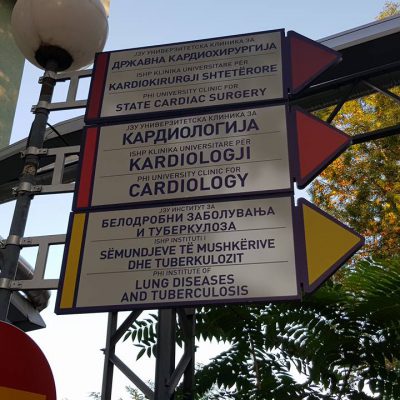 ЈЗУ УНИВЕРЗИТЕТСКА КЛИНИКА ЗА
ДРЖАВНА КАРДИОХИРУРГИЈА
ISHP KLINIKA UNIVERSITARE PËR
KARDIOKIRURGJI SHTETËRORE
PHI UNIVERSITY CLINIC FOR
STATE CARDIAC SURGERY
ЈЗУ УНИВЕРЗИТЕТСКА КЛИНИКА ЗА
КАРДИОЛОГИЈА
ISHP KLINIKA UNIVERSITARE PËR
KARDIOLOGJI
PHI UNIVERSITY CLINIC FOR
CARDIOLOGY
ЈЗУ ИНСТИТУТ ЗА
БЕЛОДРОБНИ ЗАБОЛУВАЊА
И ТУБЕРКУЛОЗА
ISHP INSTITUTI I
SËMUNDJEVE TË MUSHKËRIVE
DHE TUBERKULOZIT
PHI INSTITUTE OF
LUNG DISEASES
AND TUBERCULOSIS